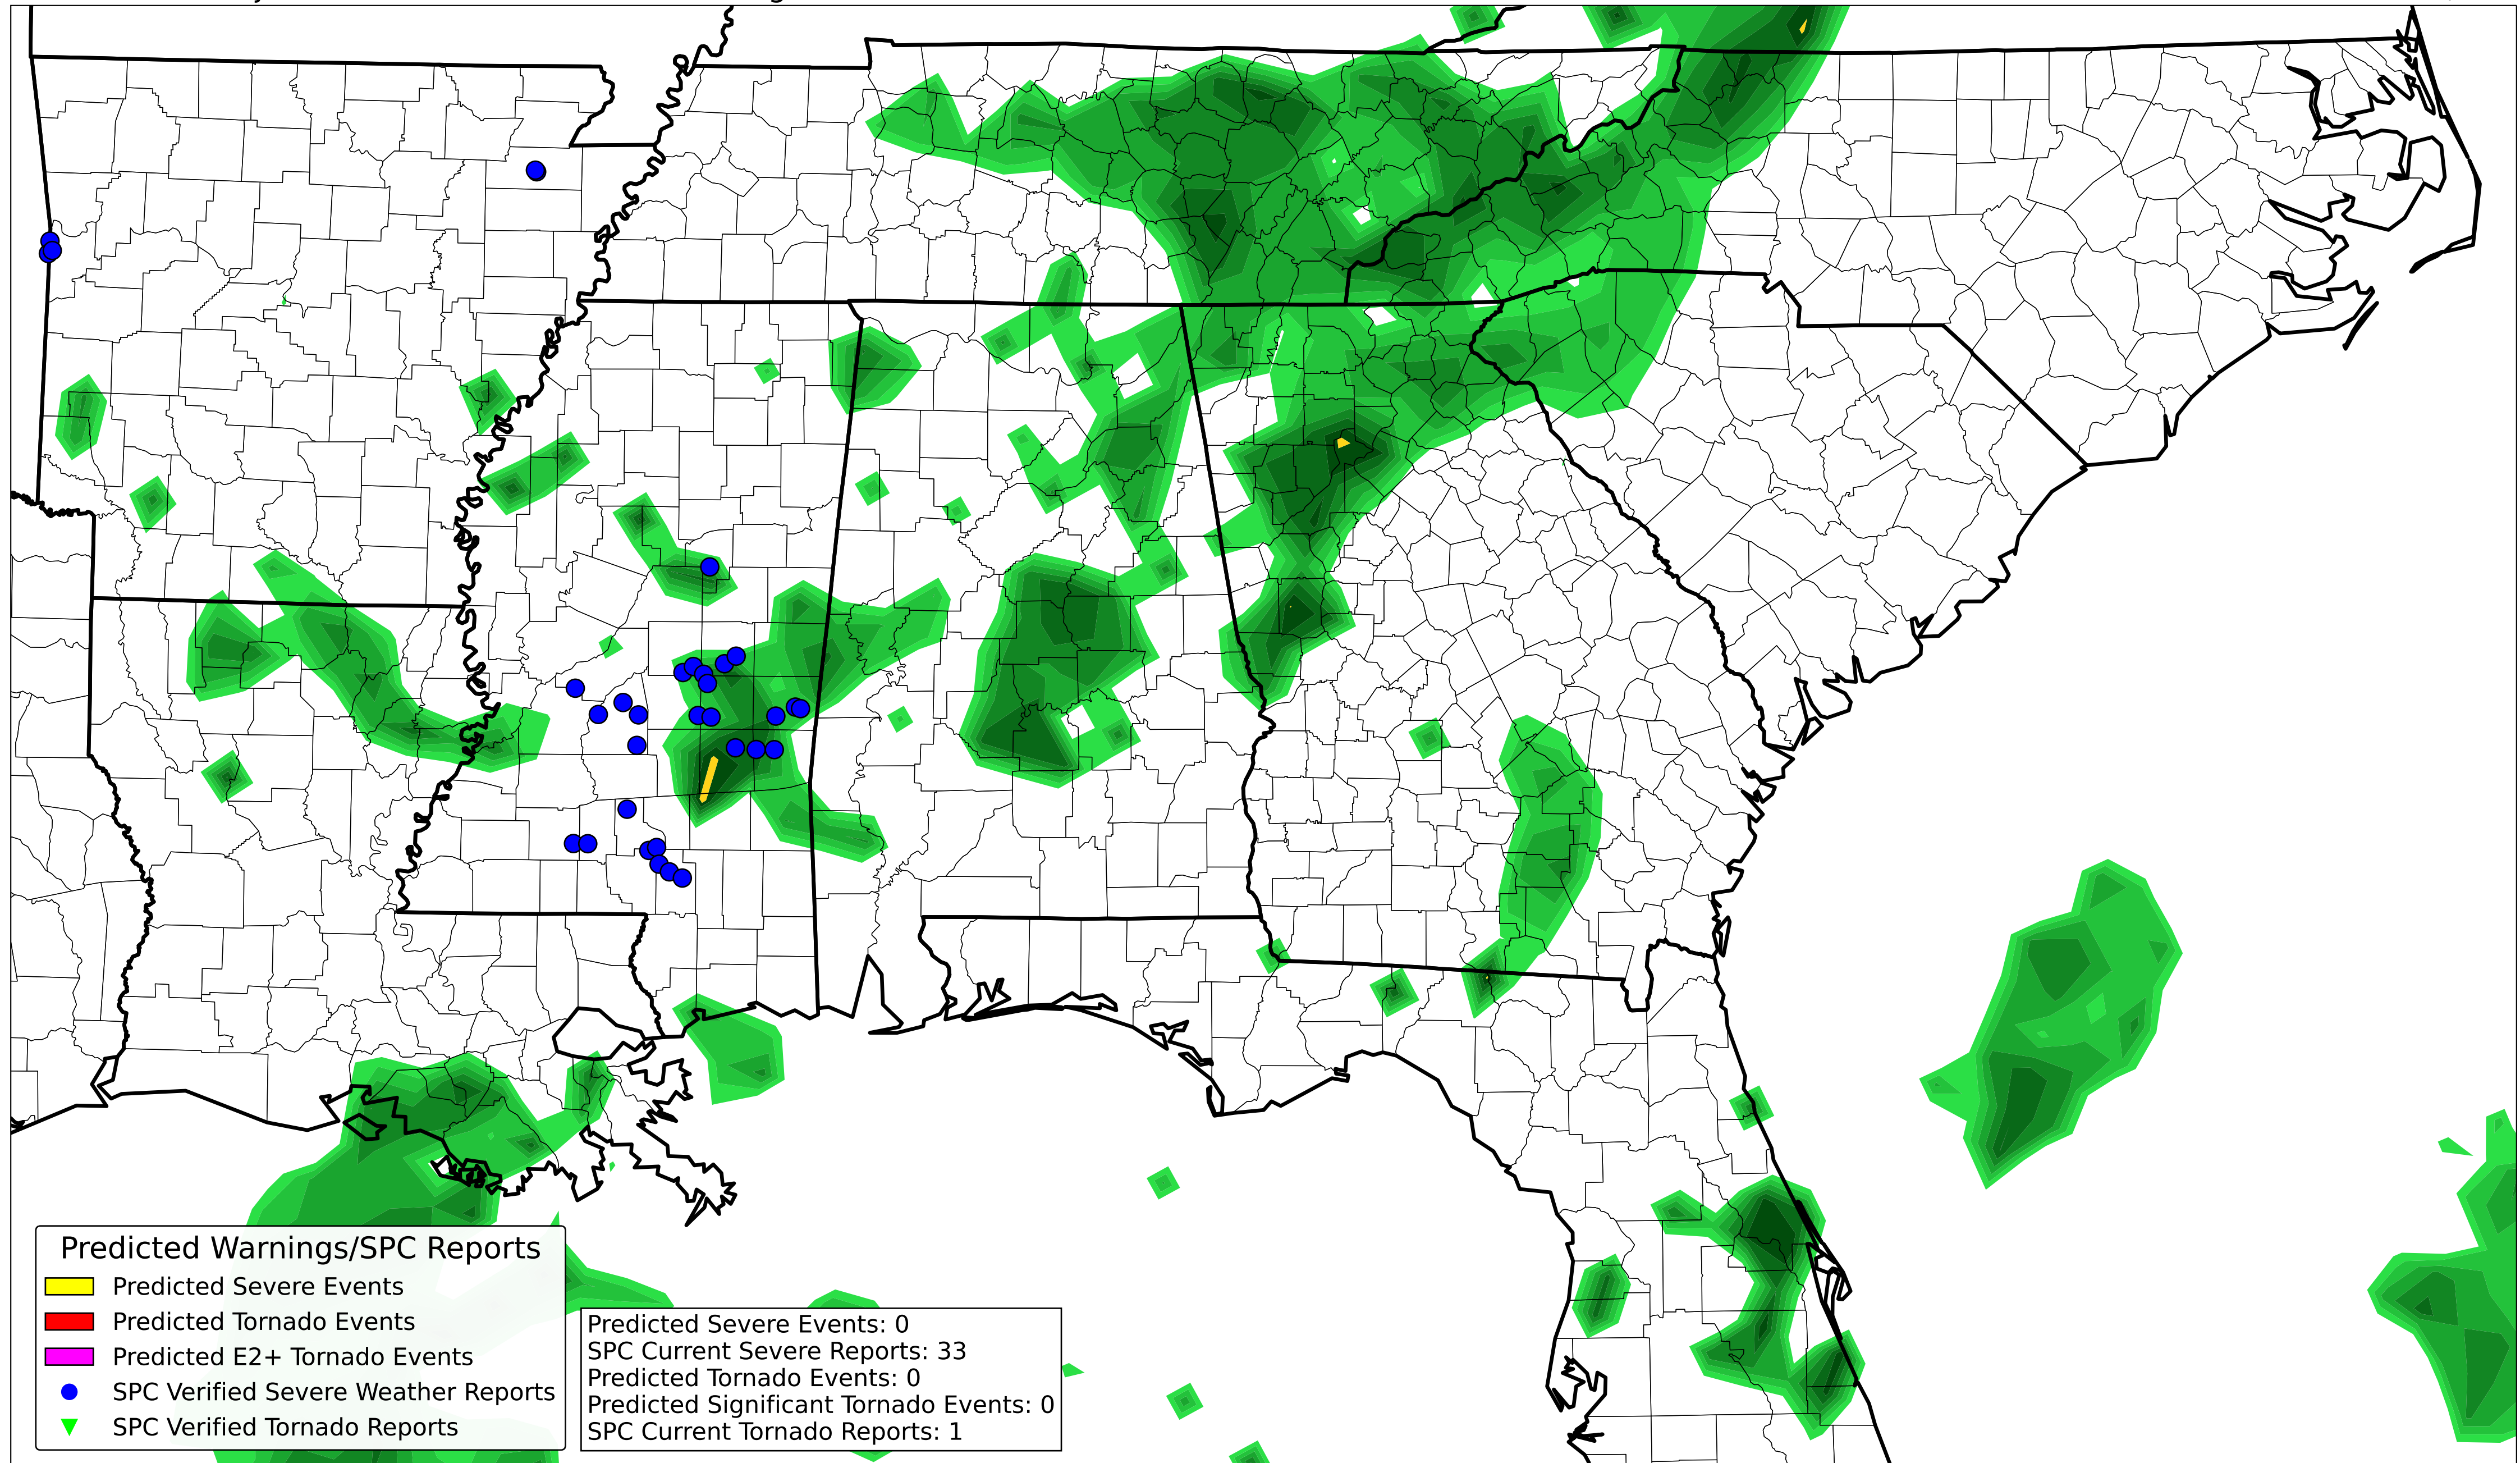 Predicted Warnings/SPC Reports
Predicted Severe Events
Predicted Tornado Events
Predicted E2+ Tornado Events
SPC Verified Severe Weather Reports
SPC Verified Tornado Reports
Predicted Severe Events: 0
SPC Current Severe Reports: 33
Predicted Tornado Events: 0
Predicted Significant Tornado Events: 0
SPC Current Tornado Reports: 1